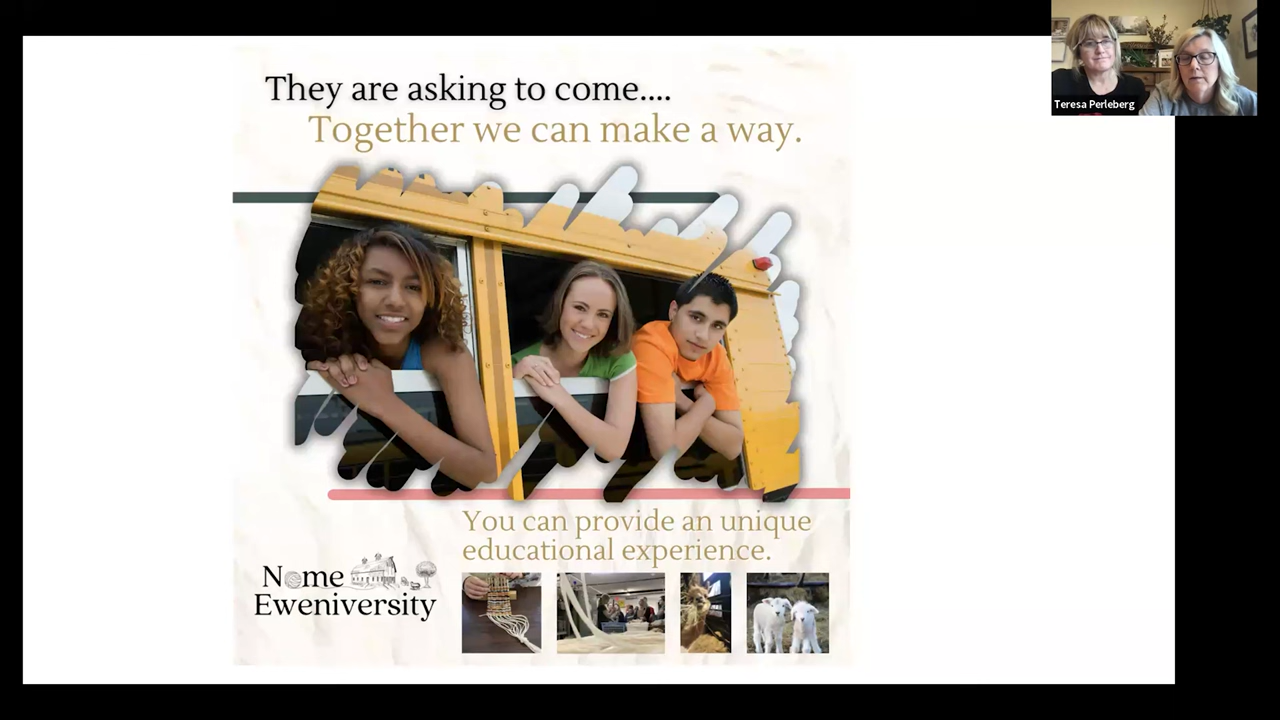 They are asking to come....
Together we can make a way.
You can provide an unique
educational experience.
Nome
Eweniversity
Teresa Perleberg